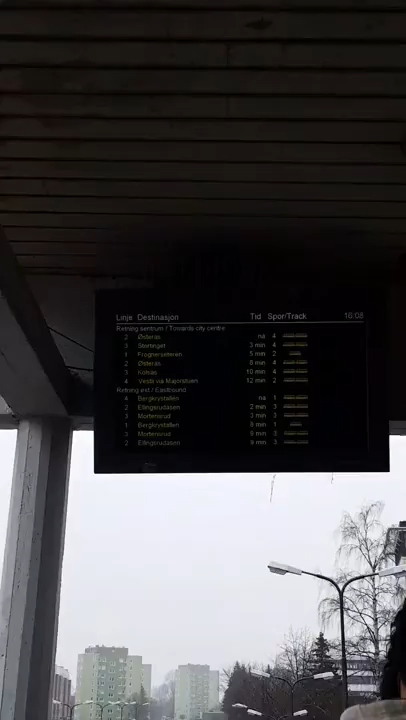 Linje Destinasjon Tid Spor/Track 16:08
Retning sentrum / Towards city centre
2 Østerås nå 4
3 Stortinget 3 min 4
1 Frognerseteren 5 min 2
2 Østerås 8 min 4
3 Kolsås 10 min 4
4 Vestli via Majorstuen 12 min 2
Retning øst / Eastbound
4 Bergkrystallen nå 1
2 Ellingsrudåsen 2 min 3
3 Mortensrud 3 min 3
1 Bergkrystallen 8 min 1
3 Mortensrud 9 min 3
2 Ellingsrudåsen 9 min 3